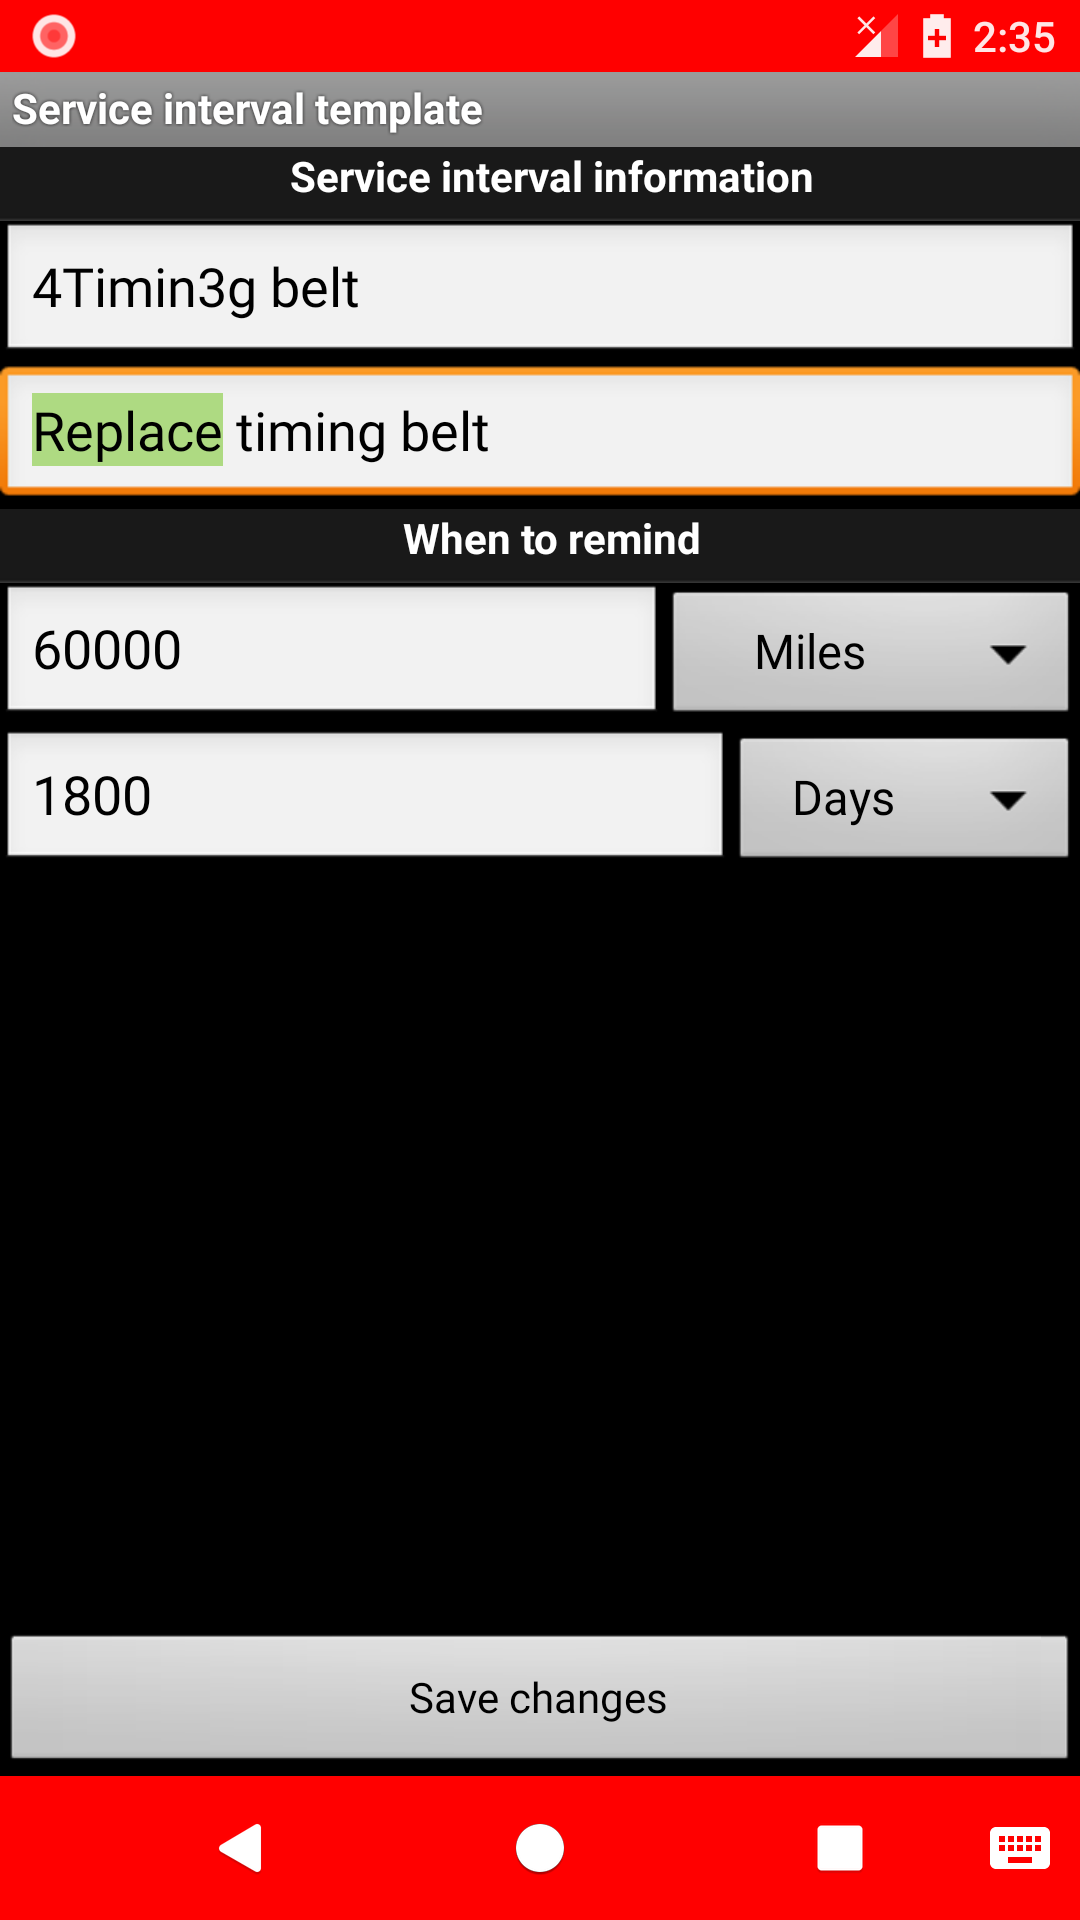 2:35
Service interval template
Service interval information
4Timin3g belt
Replace timing belt
When to remind
60000
Miles
1800
Days
Save changes